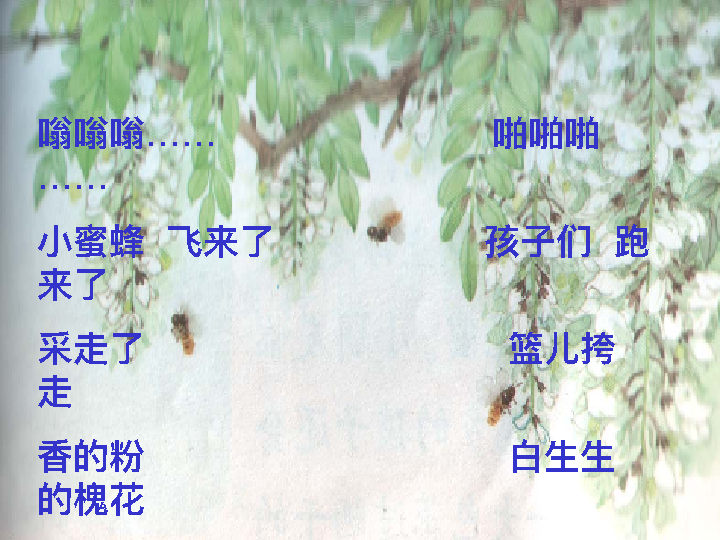 嗡嗡嗡…… 啪啪啪
……
小蜜蜂 飞来了 孩子们 跑
来了
采走了 篮儿挎
走
香的粉 白生生
的槐花